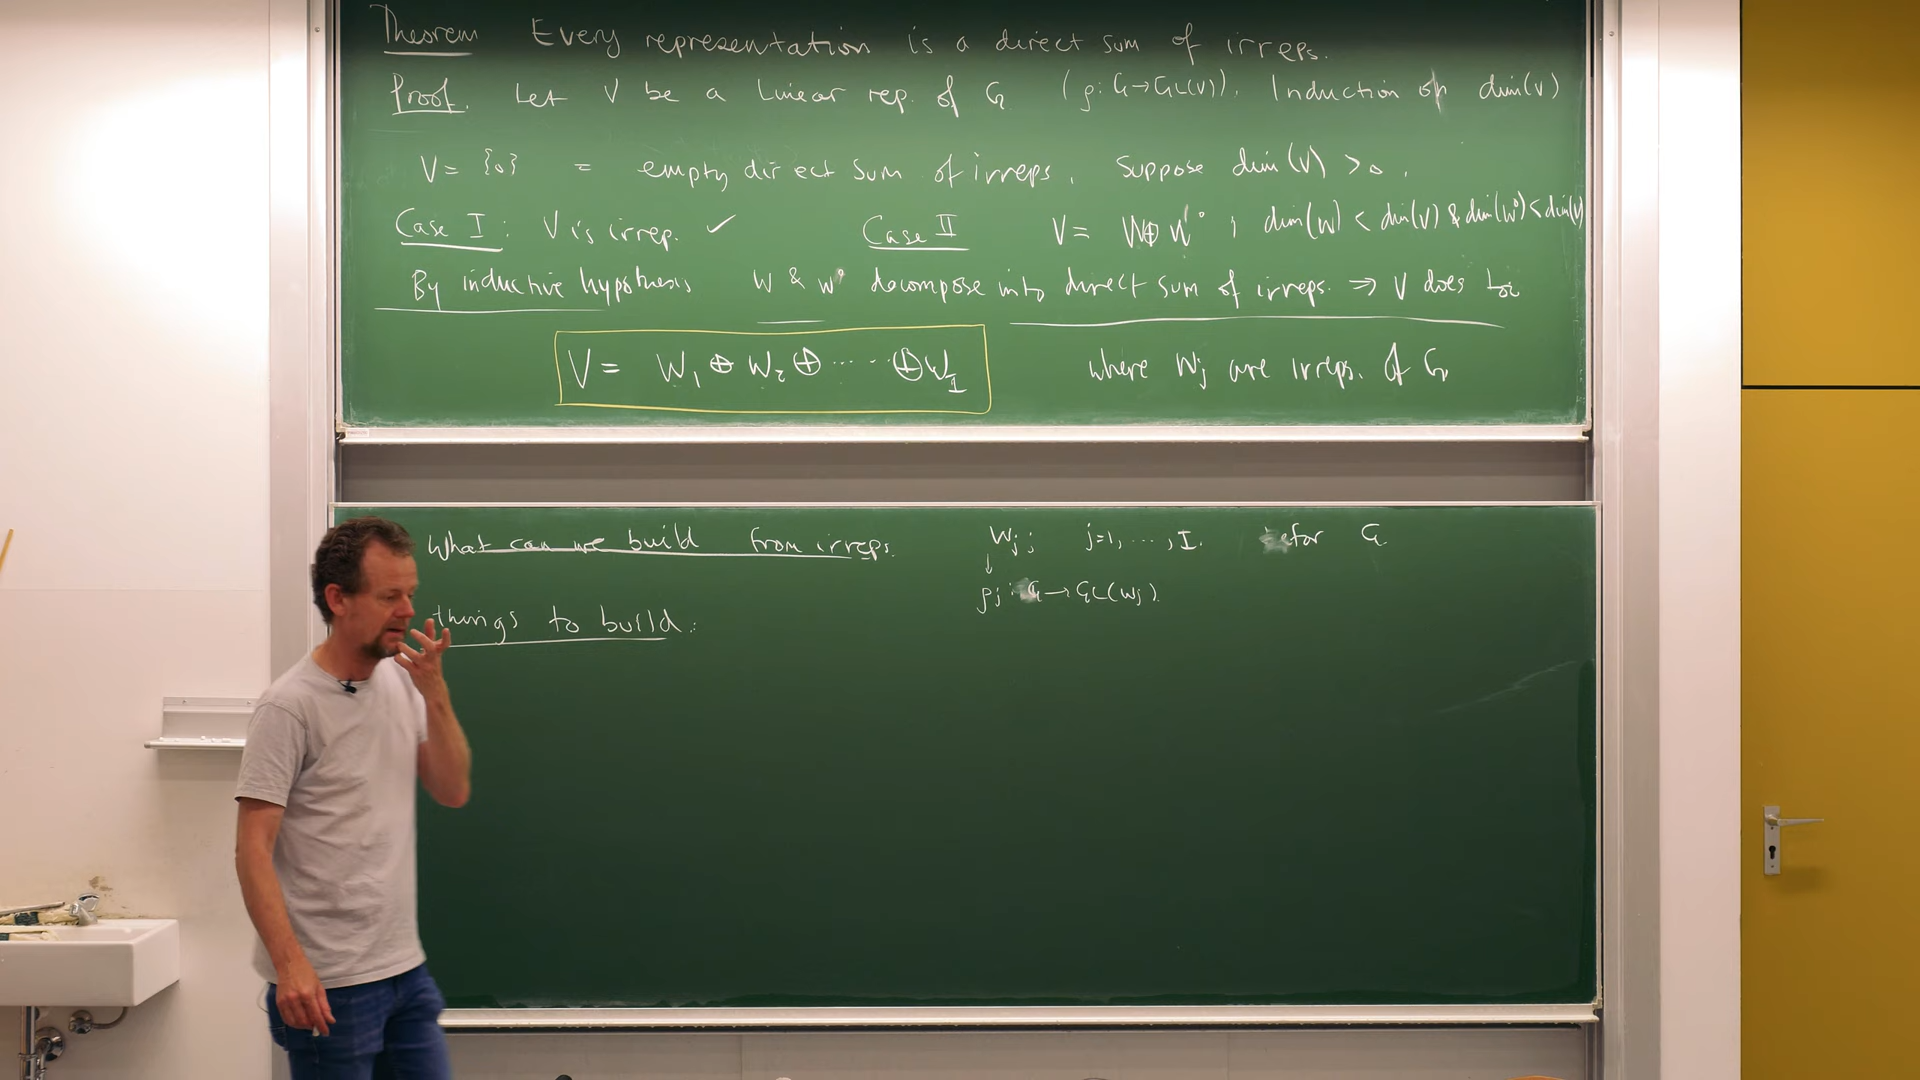 Theorem Every representation is a direct sum of irreps.
Proof. Let V be a Linear rep. of G (ρ: G→GL(V)). Induction on dim(V)
V = {0} = empty direct sum of irreps. Suppose dim(V) > 0.
Case I: V is irrep. ✓ Case II V = W⊕W° ; dim(W) < dim(V) & dim(W°) < dim(V)
By inductive hypothesis W & W° decompose into direct sum of irreps. ⇒ V does too
V = W₁ ⊕ W₂ ⊕ ····· ⊕ W_I where Wj are irreps. of G
What can we build from irreps. Wj; j=1, ..., I. for G.
↓
ρj: G → GL(Wj).
things to build: